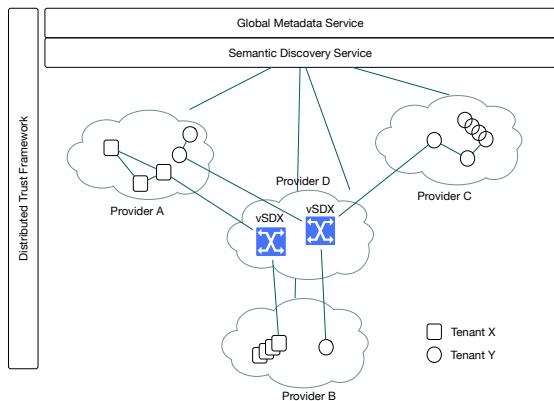 Global Metadata Service
Semantic Discovery Service
Distributed Trust Framework
Provider D
Provider C
Provider A
vSDX
vSDX
Tenant X
Tenant Y
Provider B